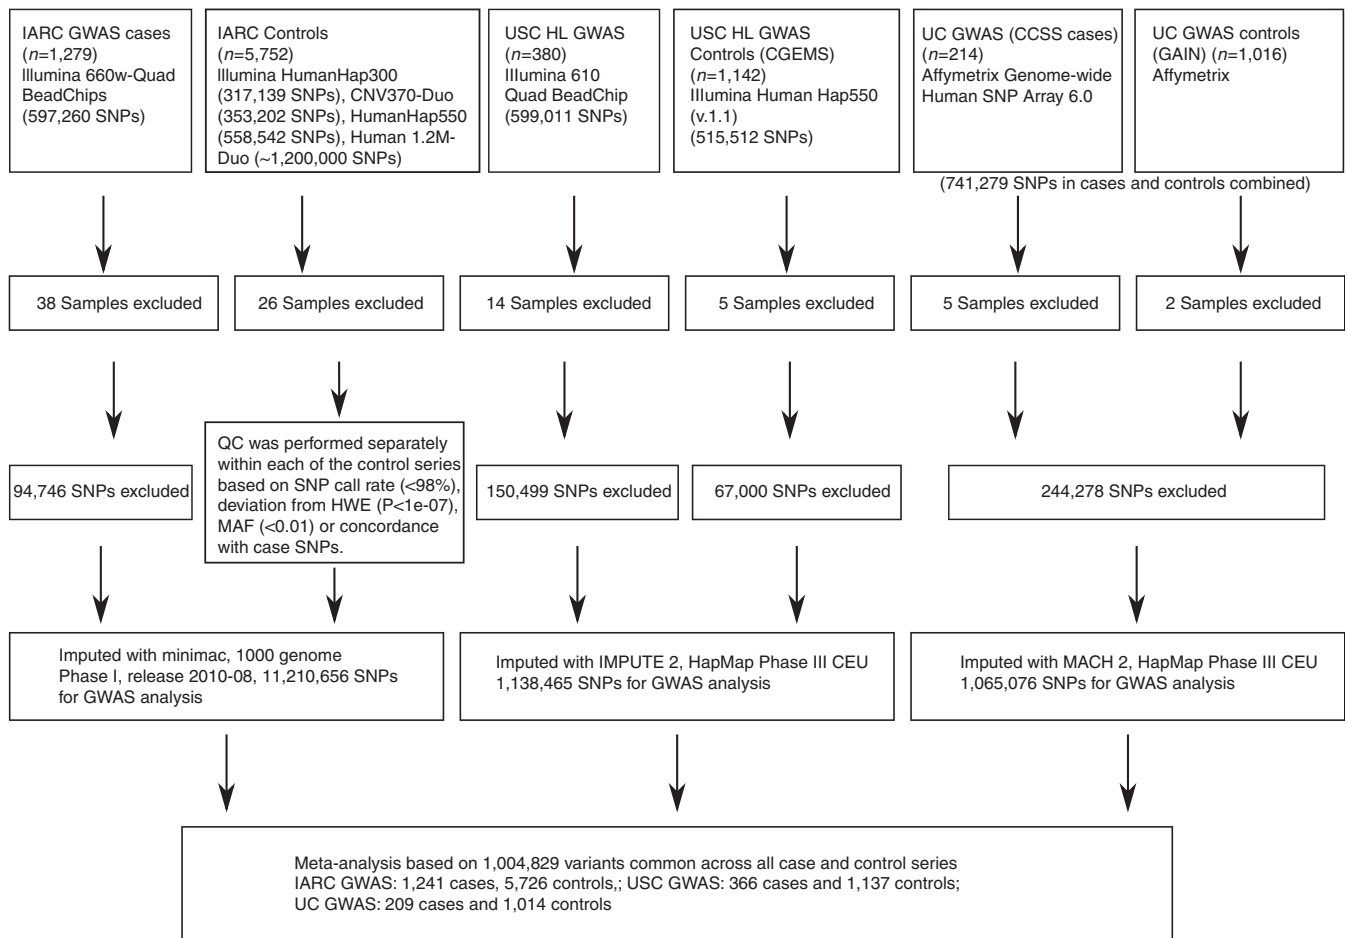 IARC GWAS cases
(n=1,279)
Illumina 660w-Quad
BeadChips
(597,260 SNPs)
IARC Controls
(n=5,752)
Illumina HumanHap300
(317,139 SNPs), CNV370-Duo
(353,202 SNPs), HumanHap550
(558,542 SNPs), Human 1.2M-
Duo (~1,200,000 SNPs)
USC HL GWAS
(n=380)
Illumina 610
Quad BeadChip
(599,011 SNPs)
USC HL GWAS
Controls (CGEMS)
(n=1,142)
Illumina Human Hap550
(v.1.1)
(515,512 SNPs)
UC GWAS (CCSS cases)
(n=214)
Affymetrix Genome-wide
Human SNP Array 6.0
UC GWAS controls
(GAIN) (n=1,016)
Affymetrix
(741,279 SNPs in cases and controls combined)
38 Samples excluded
26 Samples excluded
14 Samples excluded
5 Samples excluded
5 Samples excluded
2 Samples excluded
94,746 SNPs excluded
QC was performed separately
within each of the control series
based on SNP call rate (<98%),
deviation from HWE (P<1e-07),
MAF (<0.01) or concordance
with case SNPs.
150,499 SNPs excluded
67,000 SNPs excluded
244,278 SNPs excluded
Imputed with minimac, 1000 genome
Phase I, release 2010-08, 11,210,656 SNPs
for GWAS analysis
Imputed with IMPUTE 2, HapMap Phase III CEU
1,138,465 SNPs for GWAS analysis
Imputed with MACH 2, HapMap Phase III CEU
1,065,076 SNPs for GWAS analysis
Meta-analysis based on 1,004,829 variants common across all case and control series
IARC GWAS: 1,241 cases, 5,726 controls,; USC GWAS: 366 cases and 1,137 controls;
UC GWAS: 209 cases and 1,014 controls